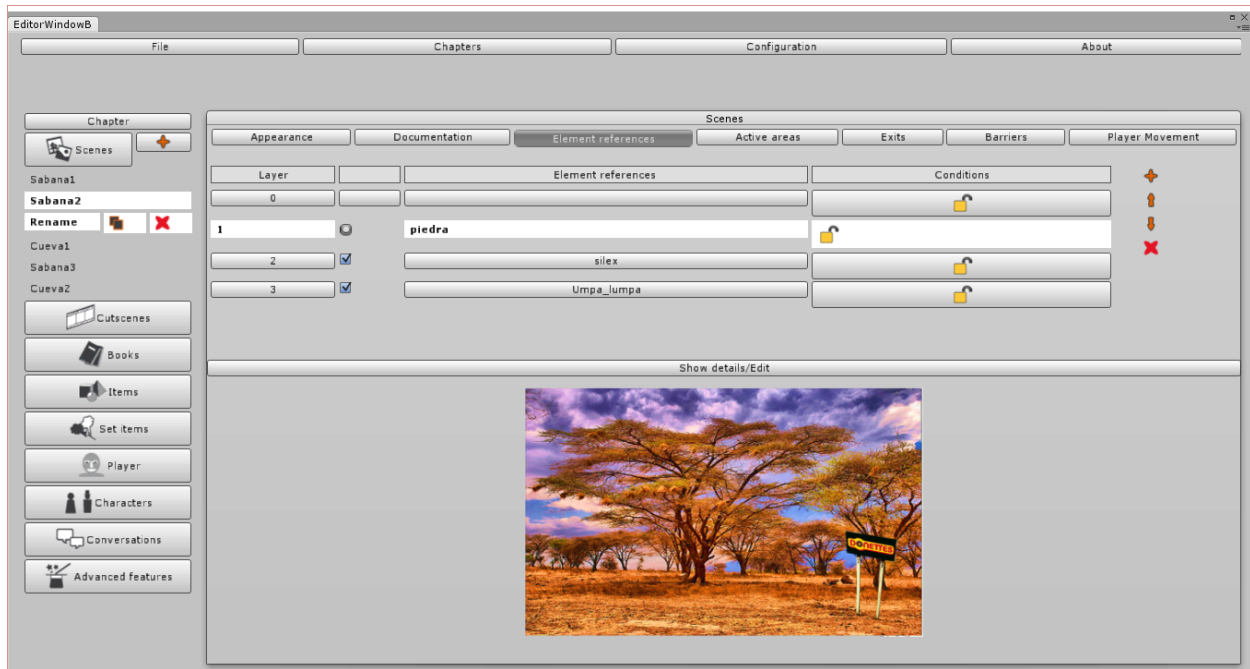 EditorWindowB
File Chapters Configuration About
Chapter
Scenes
Sabana1
Sabana2
Rename
Cueva1
Sabana3
Cueva2
Cutscenes
Books
Items
Set items
Player
Characters
Conversations
Advanced features
Scenes
Appearance Documentation Element references Active areas Exits Barriers Player Movement
Layer Element references Conditions
0
1 piedra
2 silex
3 Umpa_lumpa
Show details/Edit
DONETTES